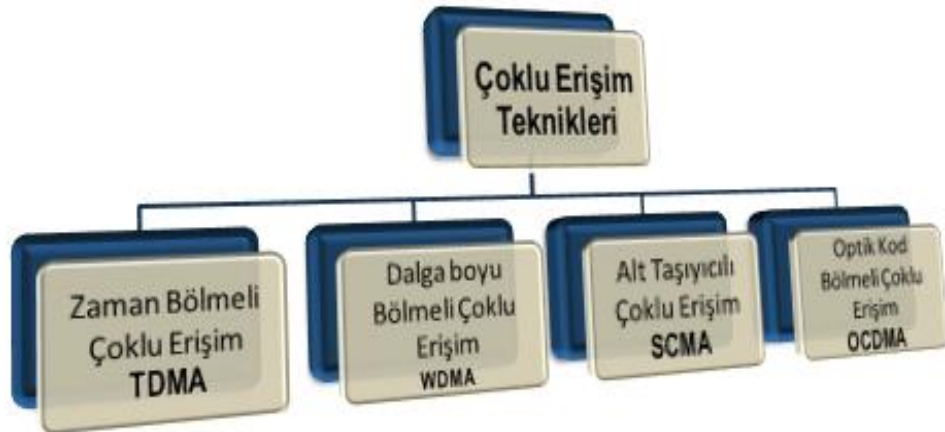 Çoklu Erişim
Teknikleri
Zaman Bölmeli
Çoklu Erişim
TDMA
Dalga boyu
Bölmeli Çoklu
Erişim
WDMA
Alt Taşıyıcılı
Çoklu Erişim
SCMA
Optik Kod
Bölmeli Çoklu
Erişim
OCDMA